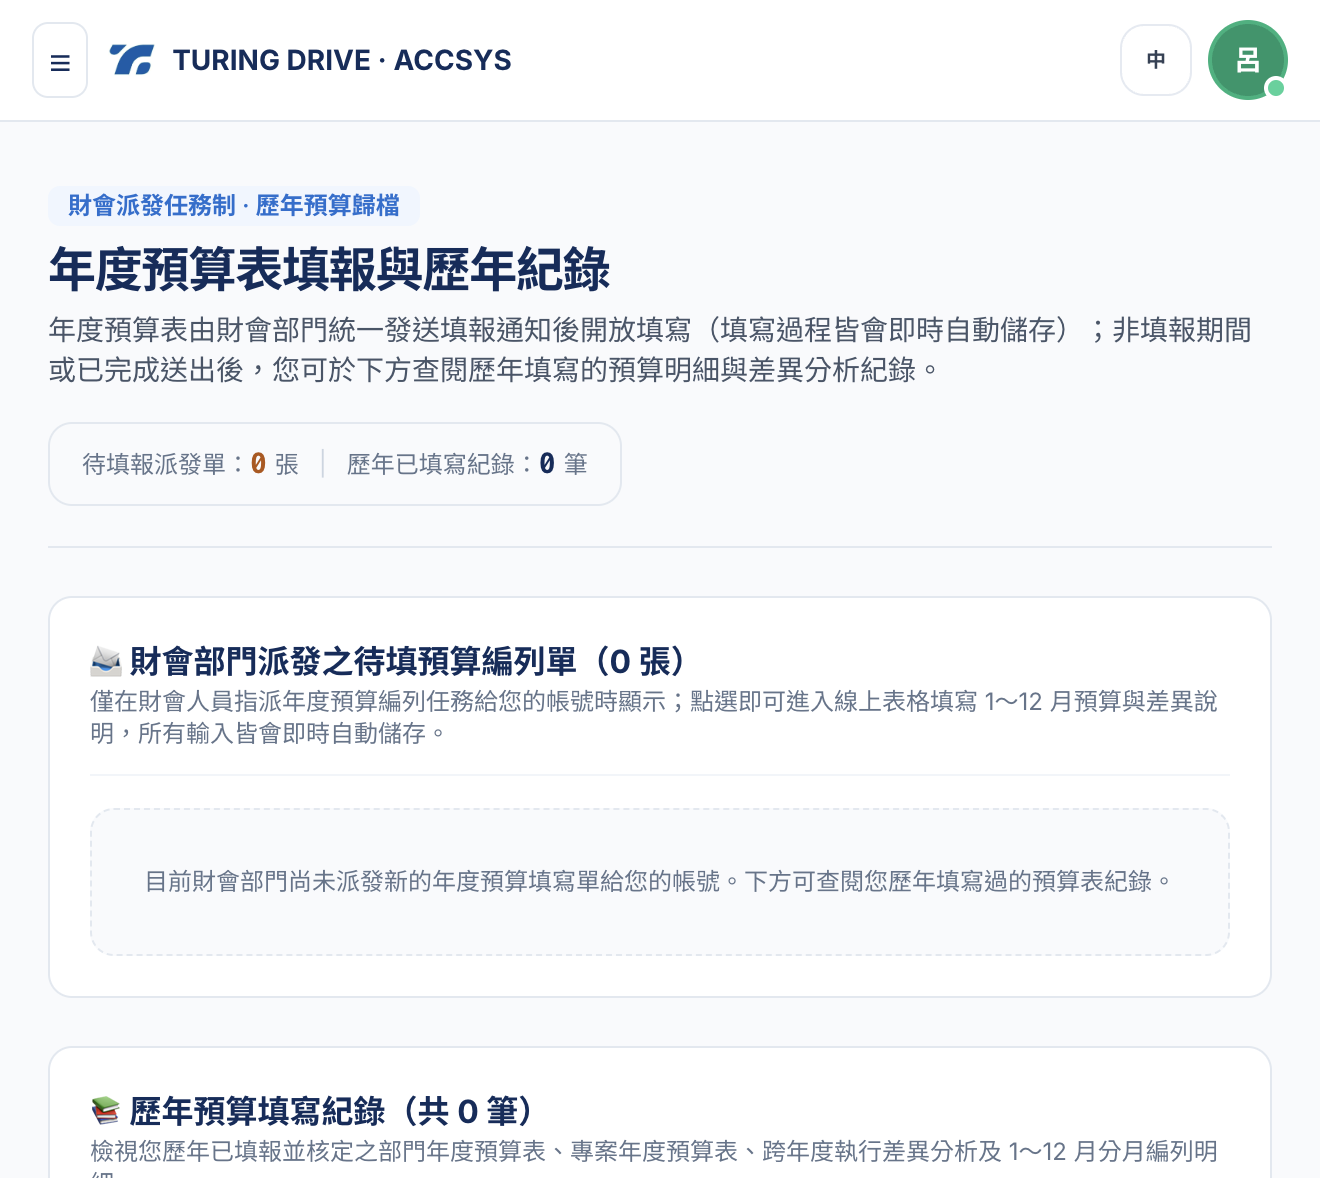 TURING DRIVE · ACCSYS
中
呂
財會派發任務制 · 歷年預算歸檔
年度預算表填報與歷年紀錄
年度預算表由財會部門統一發送填報通知後開放填寫（填寫過程皆會即時自動儲存）；非填報期間
或已完成送出後，您可於下方查閱歷年填寫的預算明細與差異分析紀錄。
待填報派發單：0 張
歷年已填寫紀錄：0 筆
財會部門派發之待填預算編列單（0 張）
僅在財會人員指派年度預算編列任務給您的帳號時顯示；點選即可進入線上表格填寫 1～12 月預算與差異說
明，所有輸入皆會即時自動儲存。
目前財會部門尚未派發新的年度預算填寫單給您的帳號。下方可查閱您歷年填寫過的預算表紀錄。
歷年預算填寫紀錄（共 0 筆）
檢視您歷年已填報並核定之部門年度預算表、專案年度預算表、跨年度執行差異分析及 1～12 月分月編列明